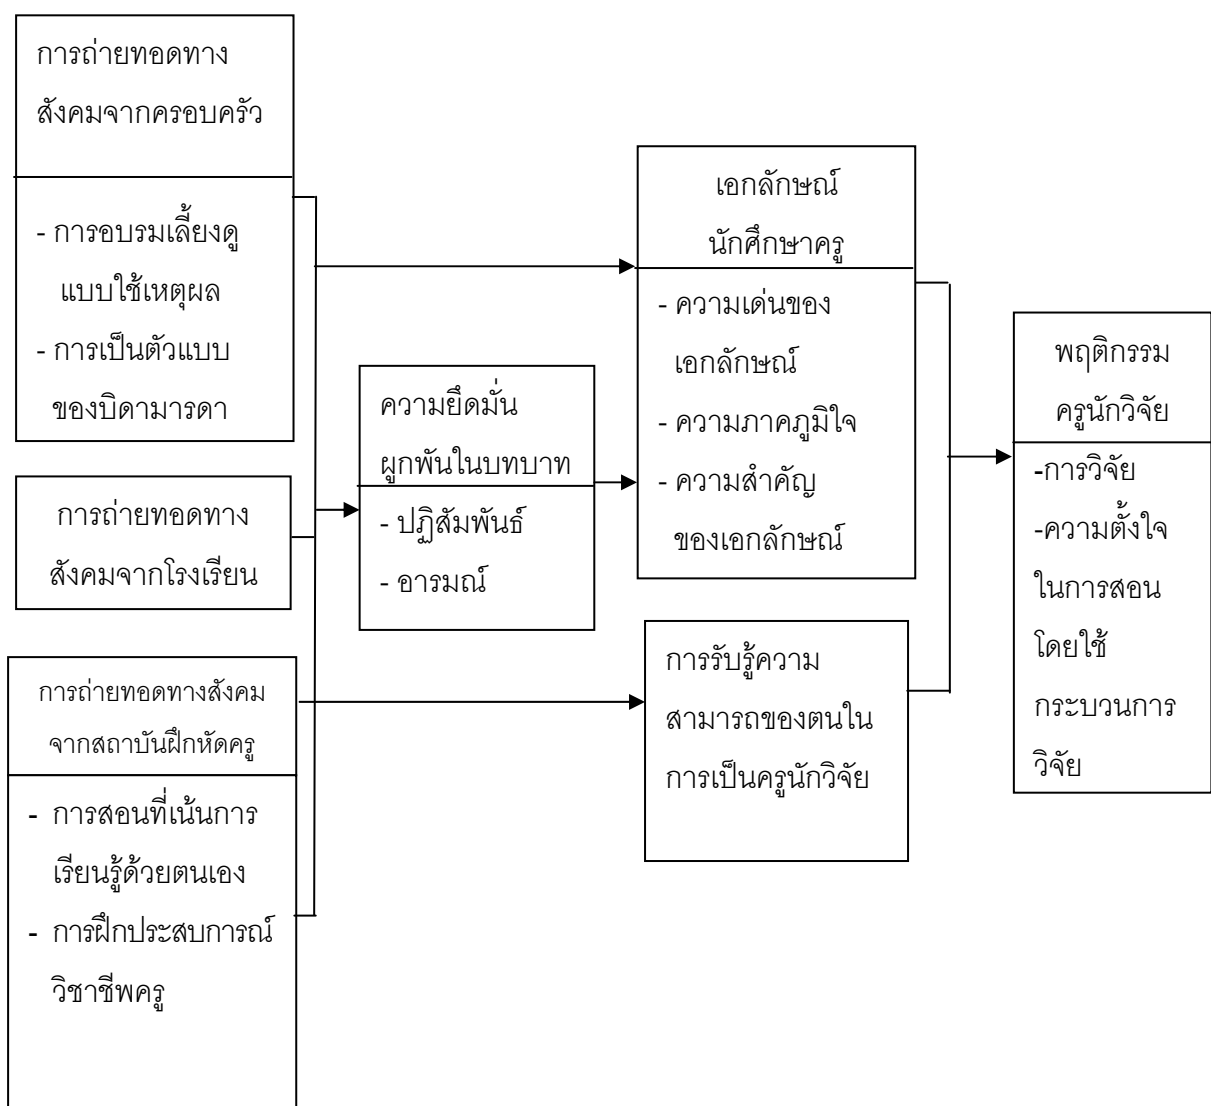 การถ่ายทอดทาง
สังคมจากครอบครัว
- การอบรมเลี้ยงดู
แบบใช้เหตุผล
- การเป็นตัวแบบ
ของบิดามารดา
การถ่ายทอดทาง
สังคมจากโรงเรียน
การถ่ายทอดทางสังคม
จากสถาบันฝึกหัดครู
- การสอนที่เน้นการ
เรียนรู้ด้วยตนเอง
- การฝึกประสบการณ์
วิชาชีพครู
ความยึดมั่น
ผูกพันในบทบาท
- ปฏิสัมพันธ์
- อารมณ์
เอกลักษณ์
นักศึกษาครู
- ความเด่นของ
เอกลักษณ์
- ความภาคภูมิใจ
- ความสำคัญ
ของเอกลักษณ์
การรับรู้ความ
สามารถของตนใน
การเป็นครูนักวิจัย
พฤติกรรม
ครูนักวิจัย
-การวิจัย
-ความตั้งใจ
ในการสอน
โดยใช้
กระบวนการ
วิจัย